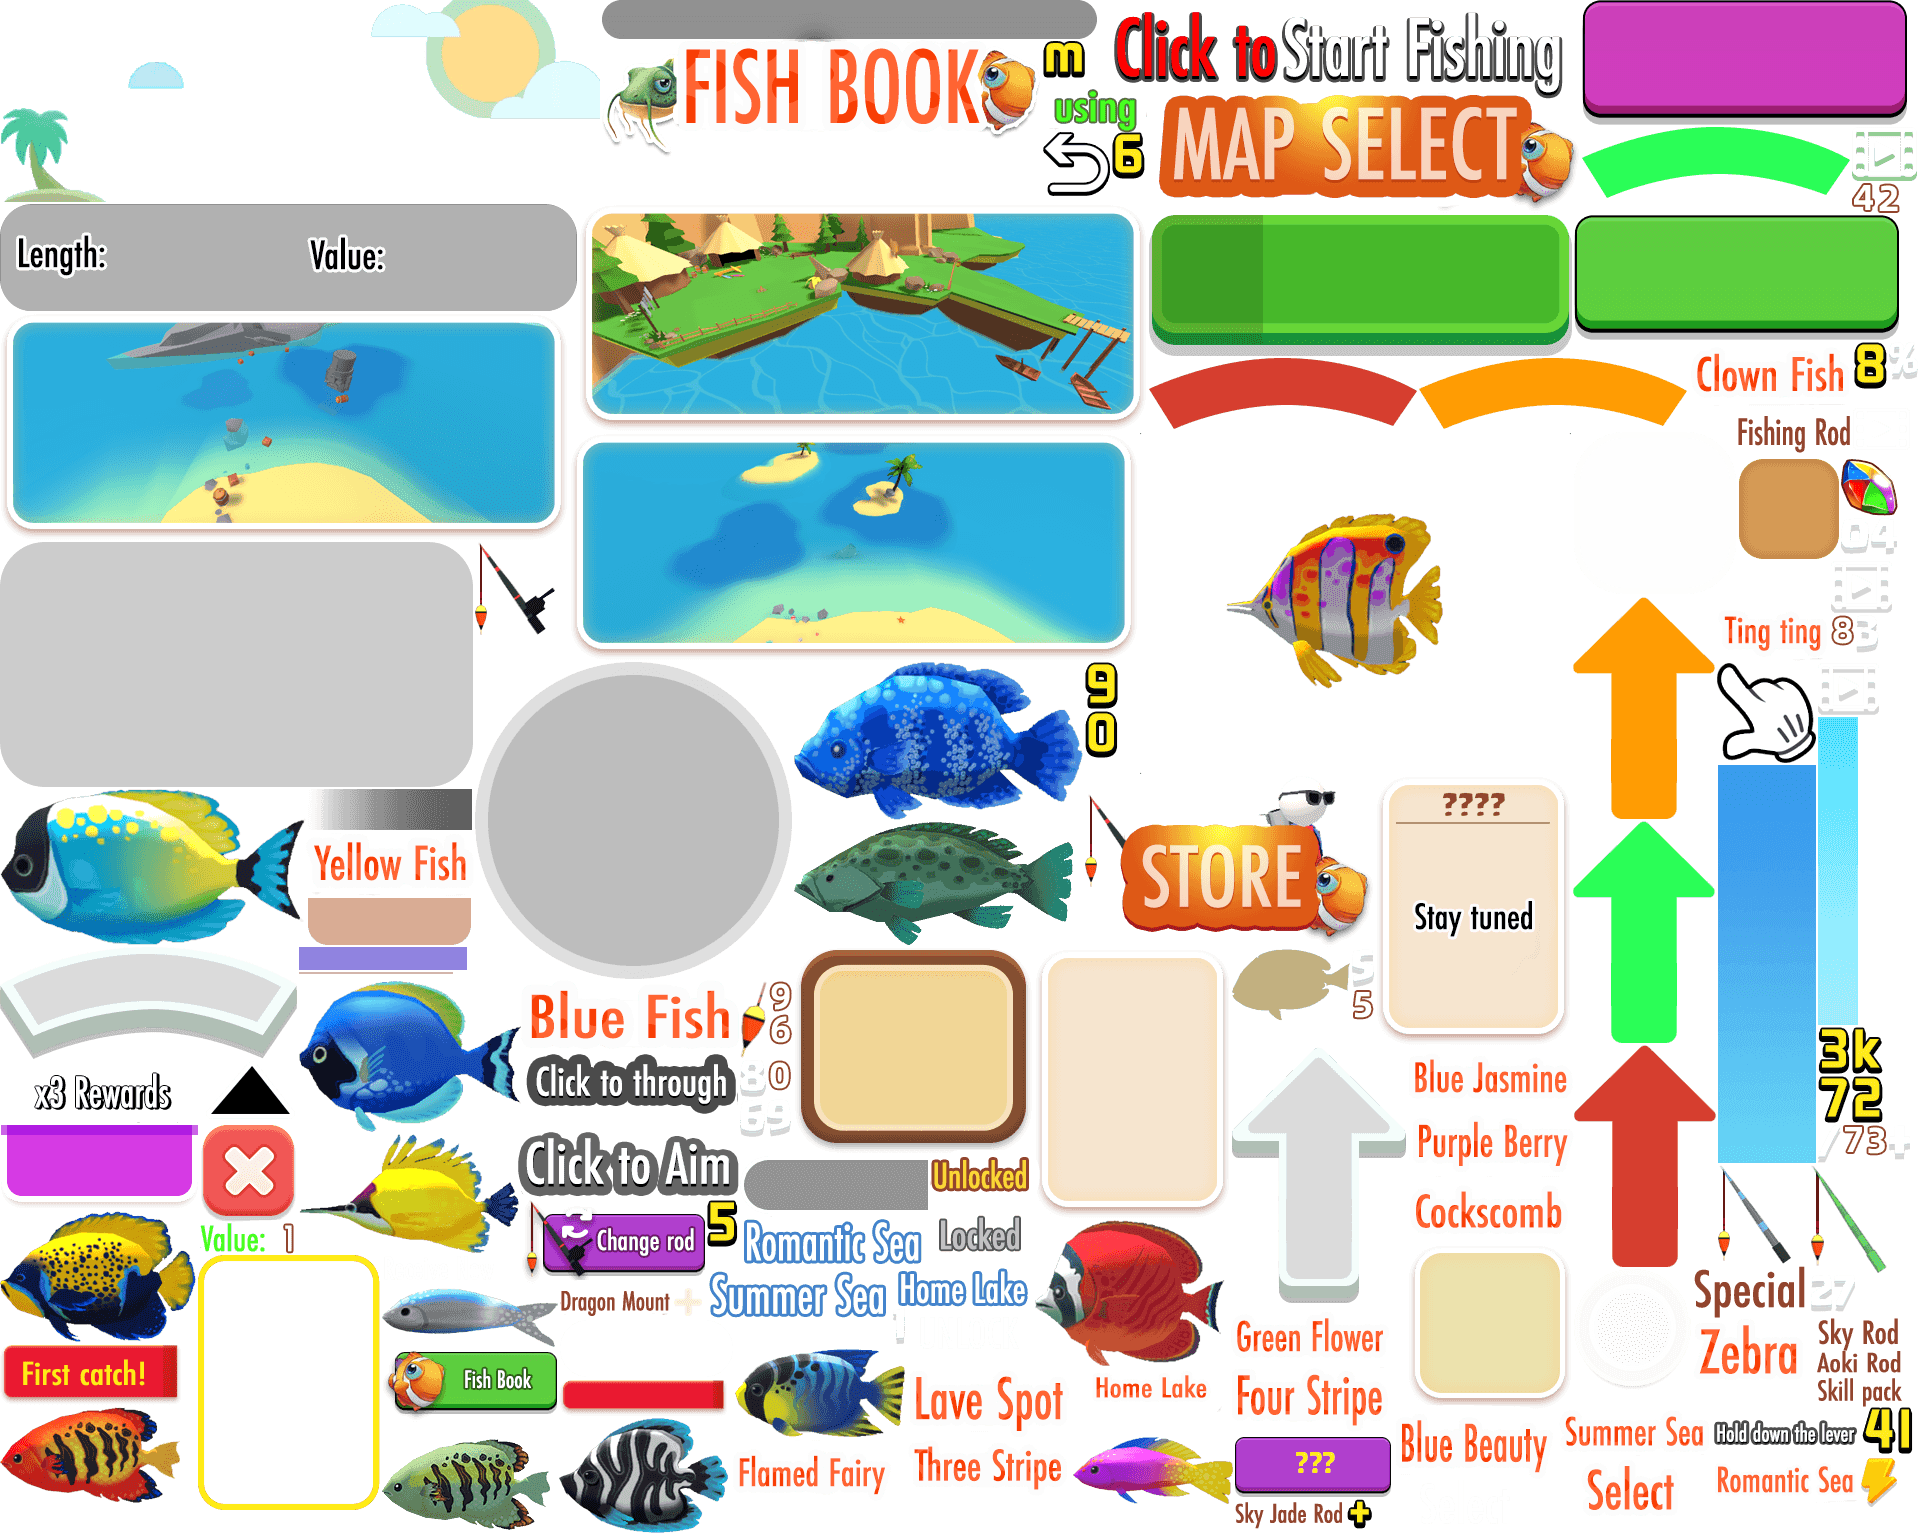 FISH BOOK
m
Click to Start Fishing
using
6
MAP SELECT
42
Length:
Value:
Clown Fish
8
%
Fishing Rod
04
Ting ting
8
9
0
????
STORE
Yellow Fish
Stay tuned
Blue Fish
9
6
5
5
3k
Click to through
0
Blue Jasmine
72
x3 Rewards
Purple Berry
/73
Click to Aim
Unlocked
Cockscomb
Value:
1
Change rod
5
Romantic Sea
Locked
Dragon Mount
+
Summer Sea
Home Lake
Special
27
Green Flower
Sky Rod
Zebra
Aoki Rod
First catch!
Fish Book
Home Lake
Skill pack
Lave Spot
Four Stripe
Summer Sea
Hold down the lever
41
Blue Beauty
Flamed Fairy
Three Stripe
???
Romantic Sea
Select
Sky Jade Rod
+